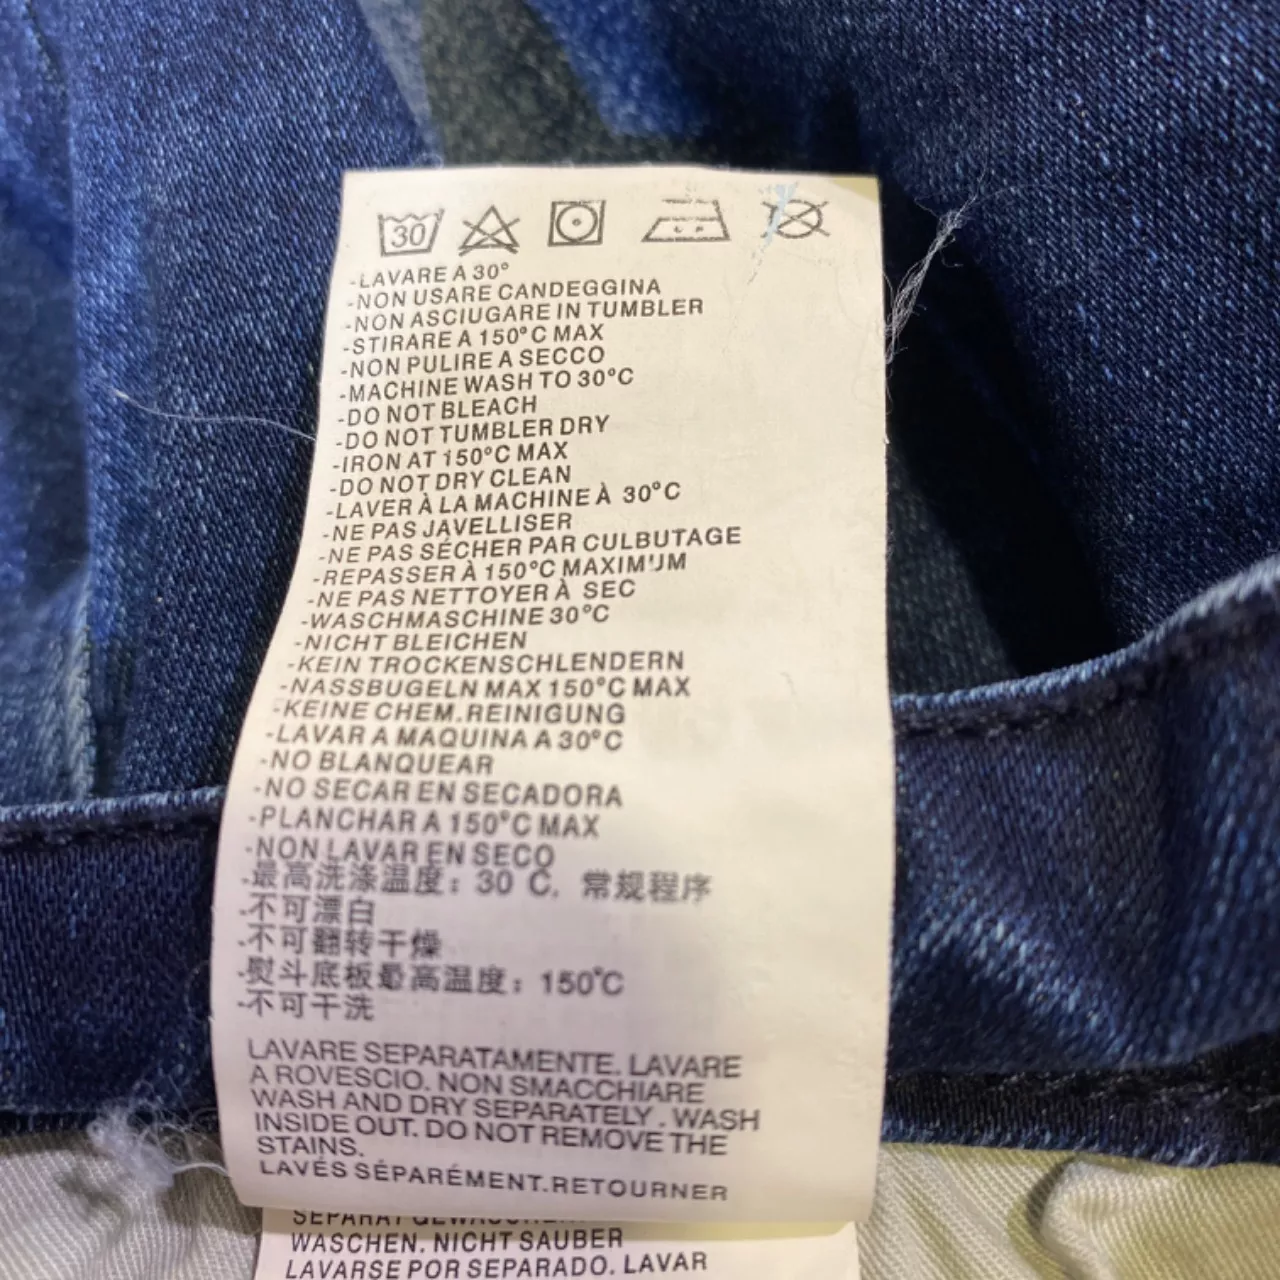 30
-LAVARE A 30°
-NON USARE CANDEGGINA
-NON ASCIUGARE IN TUMBLER
-STIRARE A 150°C MAX
-NON PULIRE A SECCO
-MACHINE WASH TO 30°C
-DO NOT BLEACH
-DO NOT TUMBLER DRY
-IRON AT 150°C MAX
-DO NOT DRY CLEAN
-LAVER À LA MACHINE À 30°C
-NE PAS JAVELLISER
-NE PAS SÉCHER PAR CULBUTAGE
-REPASSER À 150°C MAXIMUM
-NE PAS NETTOYER À SEC
-WASCHMASCHINE 30°C
-NICHT BLEICHEN
-KEIN TROCKENSCHLENDERN
-NASSBUGELN MAX 150°C MAX
-KEINE CHEM.REINIGUNG
-LAVAR A MAQUINA A 30°C
-NO BLANQUEAR
-NO SECAR EN SECADORA
-PLANCHAR A 150°C MAX
-NON LAVAR EN SECO
-最高洗涤温度：30 C，常规程序
-不可漂白
-不可翻转干燥
-熨斗底板最高温度：150℃
-不可干洗
LAVARE SEPARATAMENTE. LAVARE
A ROVESCIO. NON SMACCHIARE
WASH AND DRY SEPARATELY . WASH
INSIDE OUT. DO NOT REMOVE THE
STAINS.
LAVÉS SÉPARÉMENT.RETOURNER
SEPARAT
WASCHEN. NICHT SAUBER
LAVARSE POR SEPARADO. LAVAR